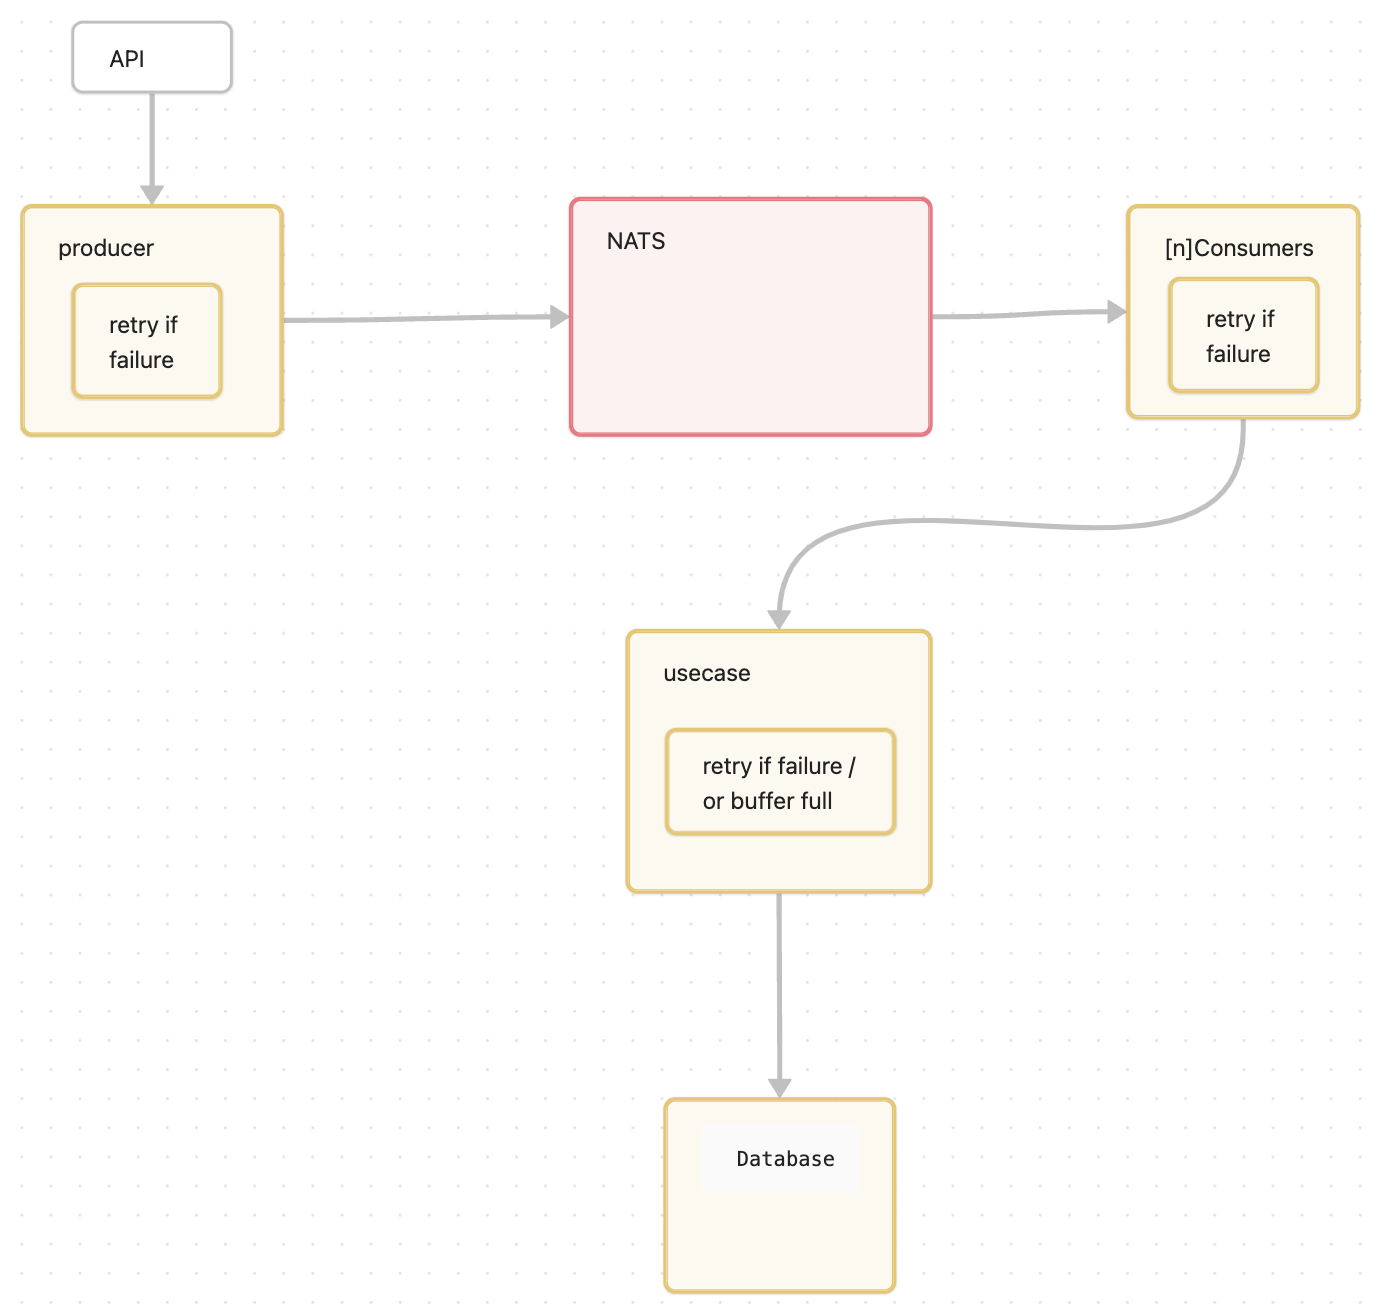 API
producer
retry if
failure
NATS
[n]Consumers
retry if
failure
usecase
retry if failure /
or buffer full
Database